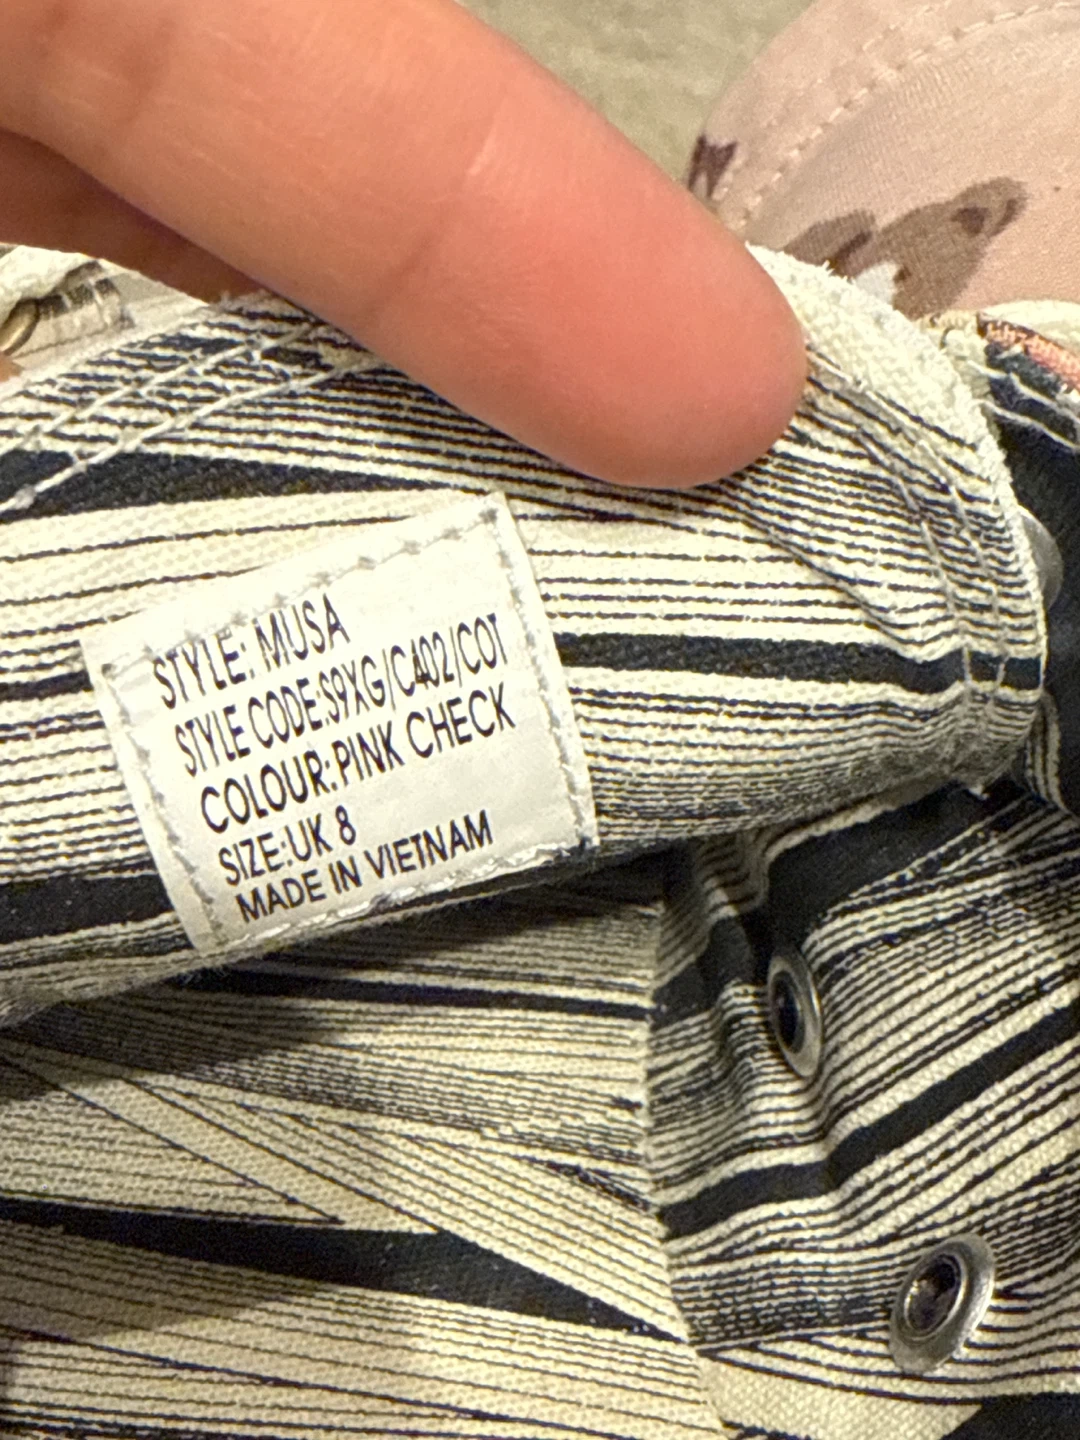 STYLE: MUSA
STYLE CODE:S9XG/C402/COT
COLOUR:PINK CHECK
SIZE:UK 8
MADE IN VIETNAM